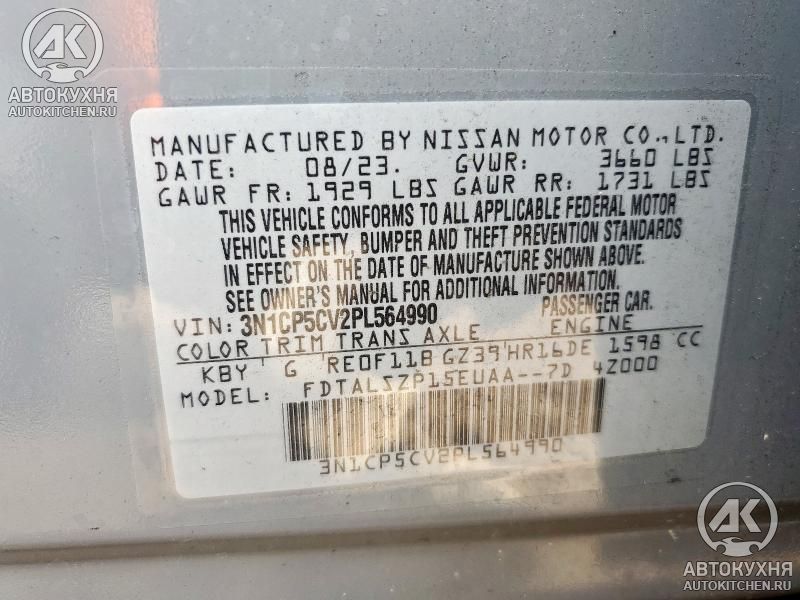 AK
АВТОКУХНЯ
AUTOKITCHEN.RU
MANUFACTURED BY NISSAN MOTOR CO., LTD.
DATE: 08/23. GVWR: 3660 LBS
GAWR FR: 1929 LBS GAWR RR: 1731 LBS
THIS VEHICLE CONFORMS TO ALL APPLICABLE FEDERAL MOTOR
VEHICLE SAFETY, BUMPER AND THEFT PREVENTION STANDARDS
IN EFFECT ON THE DATE OF MANUFACTURE SHOWN ABOVE.
SEE OWNER'S MANUAL FOR ADDITIONAL INFORMATION.
VIN: 3N1CP5CV2PL564990 PASSENGER CAR.
COLOR TRIM TRANS AXLE ENGINE
KBY G RE0F11B GZ39 HR16DE 1598 CC
MODEL: FDTALSZP15EUAA--7D 4Z000
3N1CP5CV2PL564990
AK
АВТОКУХНЯ
AUTOKITCHEN.RU